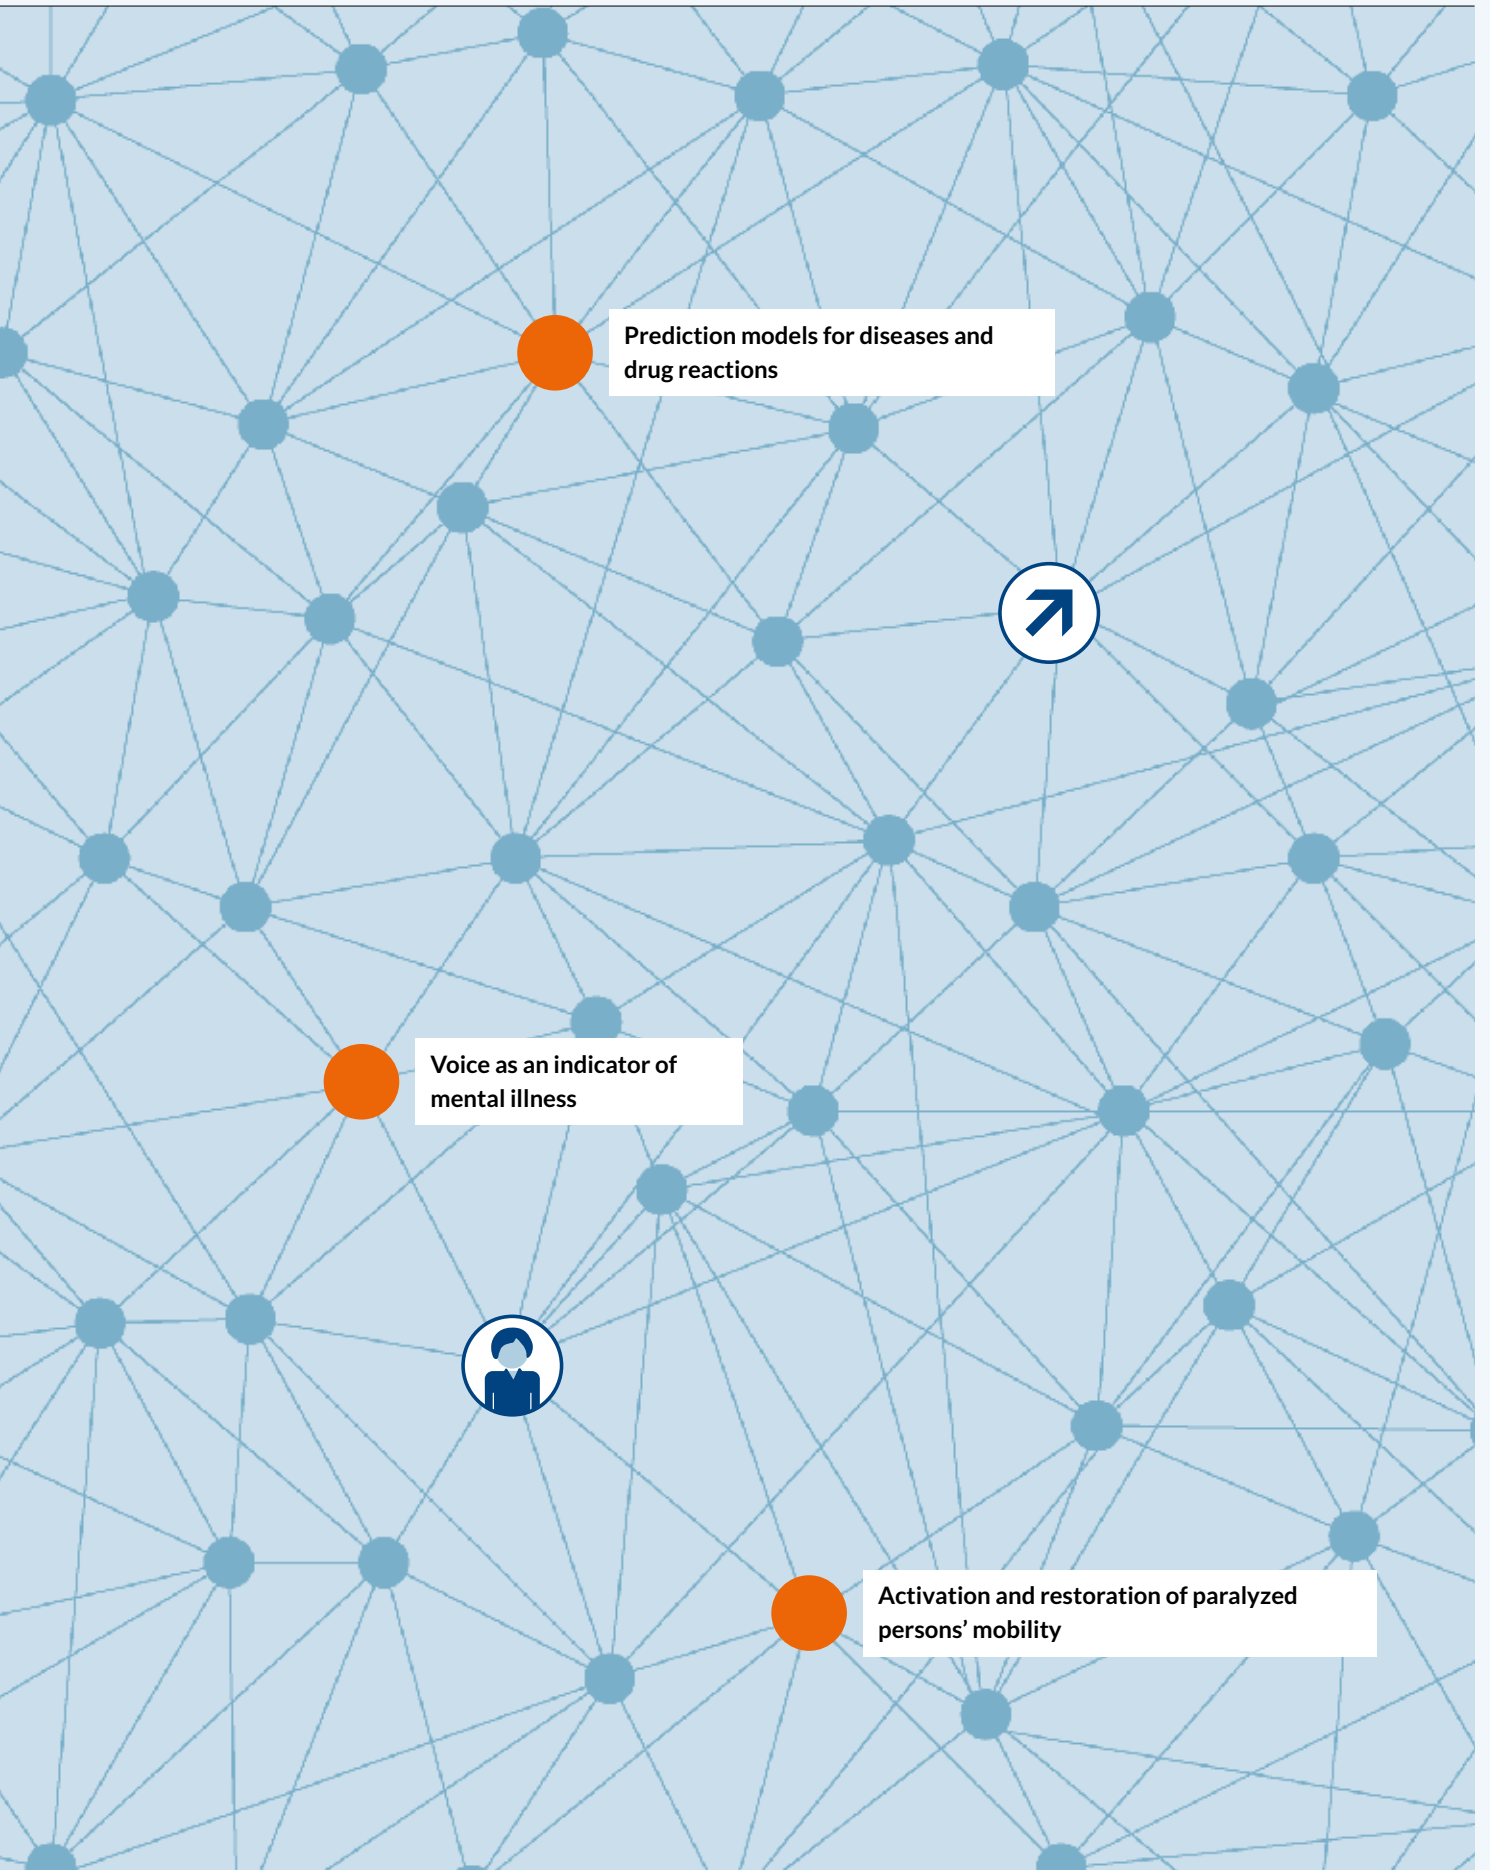 Prediction models for diseases and
drug reactions
Voice as an indicator of
mental illness
Activation and restoration of paralyzed
persons’ mobility